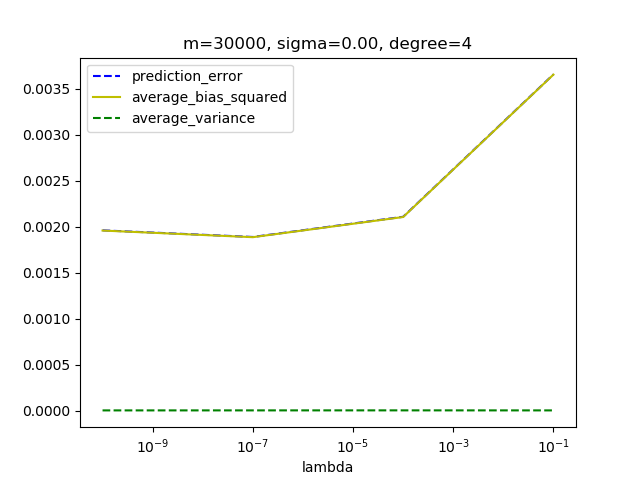 m=30000, sigma=0.00, degree=4
prediction_error
average_bias_squared
average_variance
0.0035
0.0030
0.0025
0.0020
0.0015
0.0010
0.0005
0.0000
10⁻⁹ 10⁻⁷ 10⁻⁵ 10⁻³ 10⁻¹
lambda